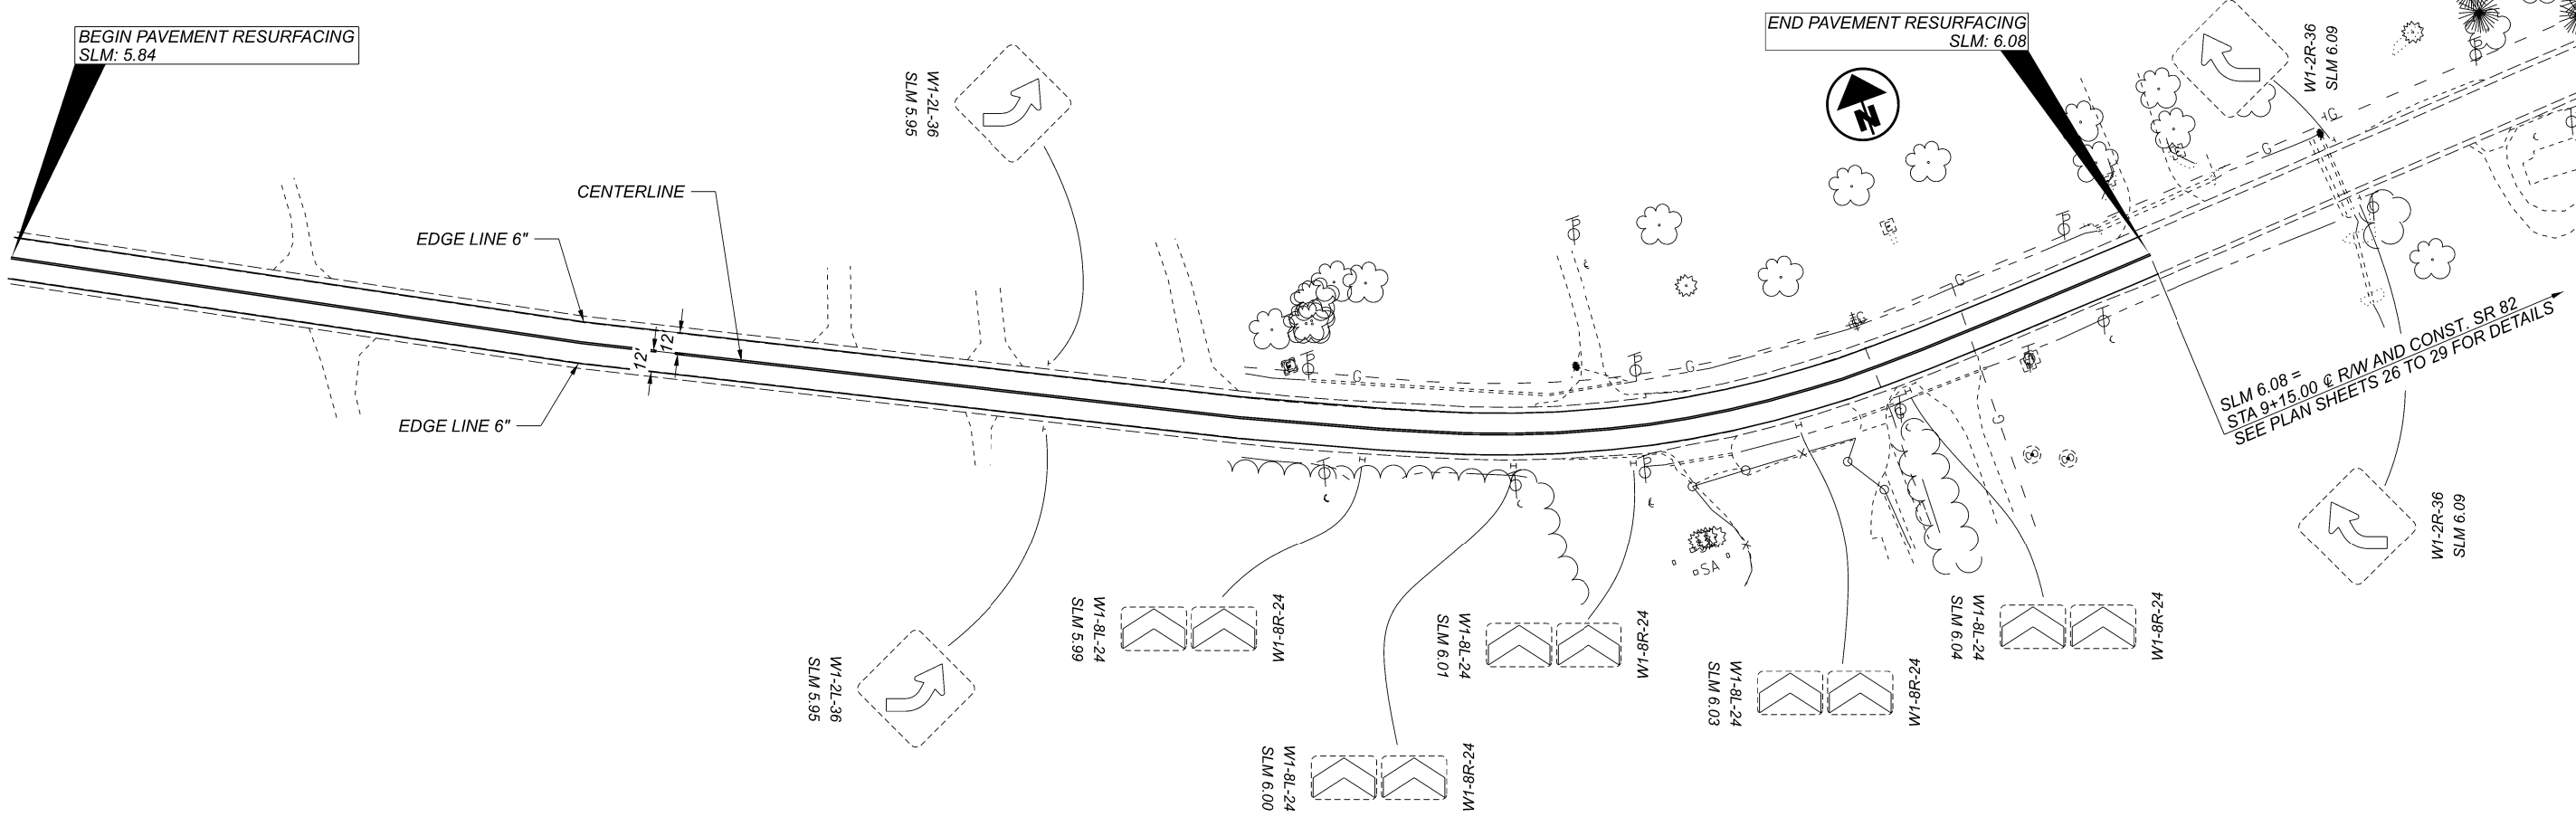 BEGIN PAVEMENT RESURFACING
SLM: 5.84
END PAVEMENT RESURFACING
SLM: 6.08
W1-2L-36
SLM 5.95
N
W1-2R-36
SLM 6.09
CENTERLINE
EDGE LINE 6"
12'
12'
EDGE LINE 6"
G
G
G
G
G
G
G
E
E
SLM 6.08 =
STA 9+15.00 ℄ R/W AND CONST. SR 82
SEE PLAN SHEETS 26 TO 29 FOR DETAILS
X
X
SA
W1-2L-36
SLM 5.95
W1-8L-24
SLM 5.99
W1-8R-24
W1-8L-24
SLM 6.00
W1-8R-24
W1-8L-24
SLM 6.01
W1-8R-24
W1-8L-24
SLM 6.03
W1-8R-24
W1-8L-24
SLM 6.04
W1-8R-24
W1-2R-36
SLM 6.09